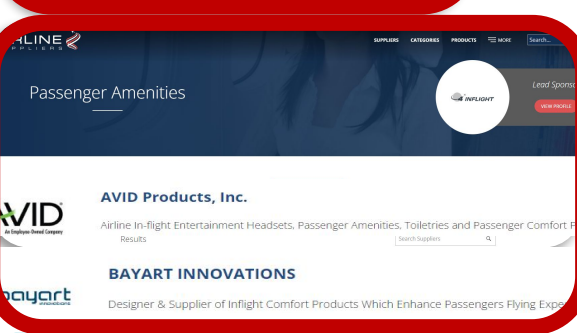 SUPPLIERS CATEGORIES PRODUCTS MORE Search...
Passenger Amenities
INFLIGHT
Lead Sponso
VIEW PROFILE
AVID Products, Inc.
AVID
An Employee-Owned Company
Airline In-flight Entertainment Headsets, Passenger Amenities, Toiletries and Passenger Comfort P
Results
Search Suppliers
BAYART INNOVATIONS
bayart
INNOVATIONS
Designer & Supplier of Inflight Comfort Products Which Enhance Passengers Flying Expe